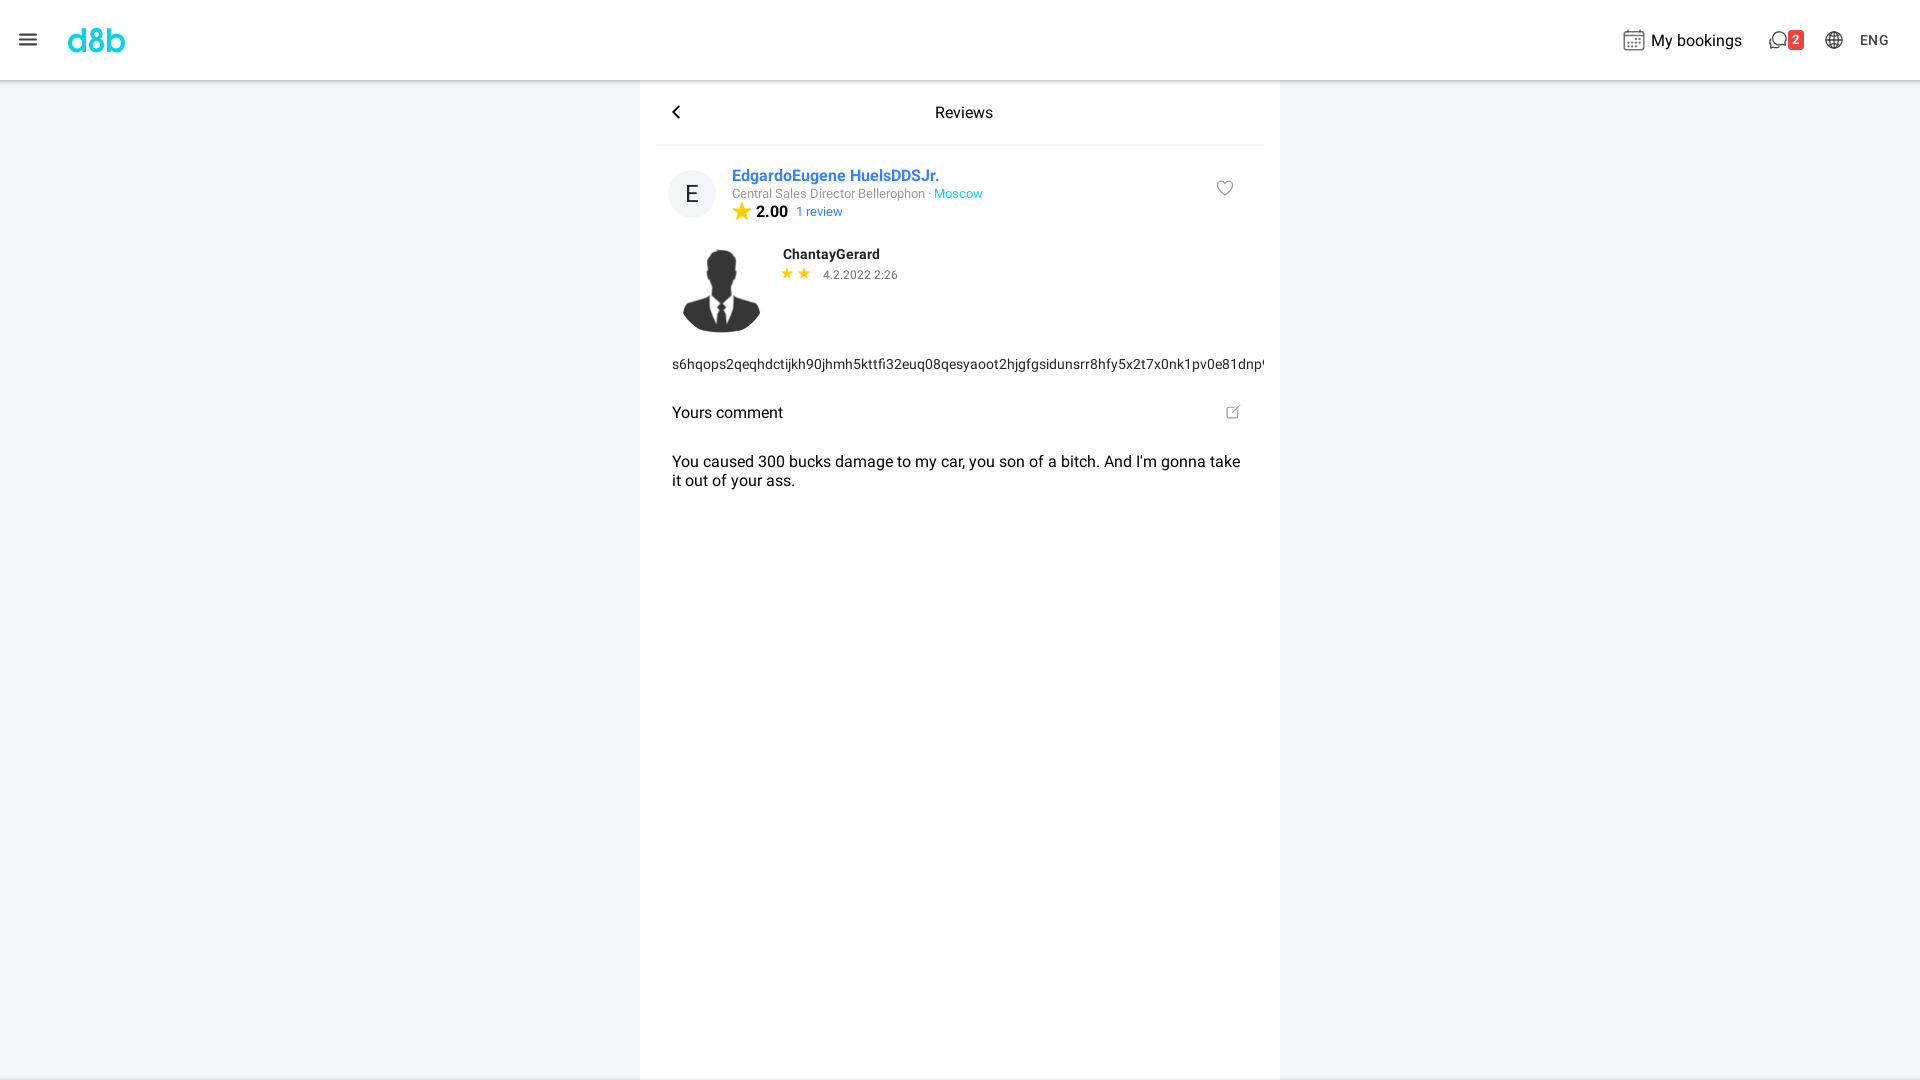 d8b
My bookings
2
ENG
Reviews
E
EdgardoEugene HuelsDDSJr.
Central Sales Director Bellerophon · Moscow
2.00 1 review
ChantayGerard
4.2.2022 2:26
s6hqops2qeqhdctijkh90jhmh5kttfi32euq08qesyaoot2hjgfgsidunsrr8hfy5x2t7x0nk1pv0e81dnp
Yours comment
You caused 300 bucks damage to my car, you son of a bitch. And I'm gonna take
it out of your ass.